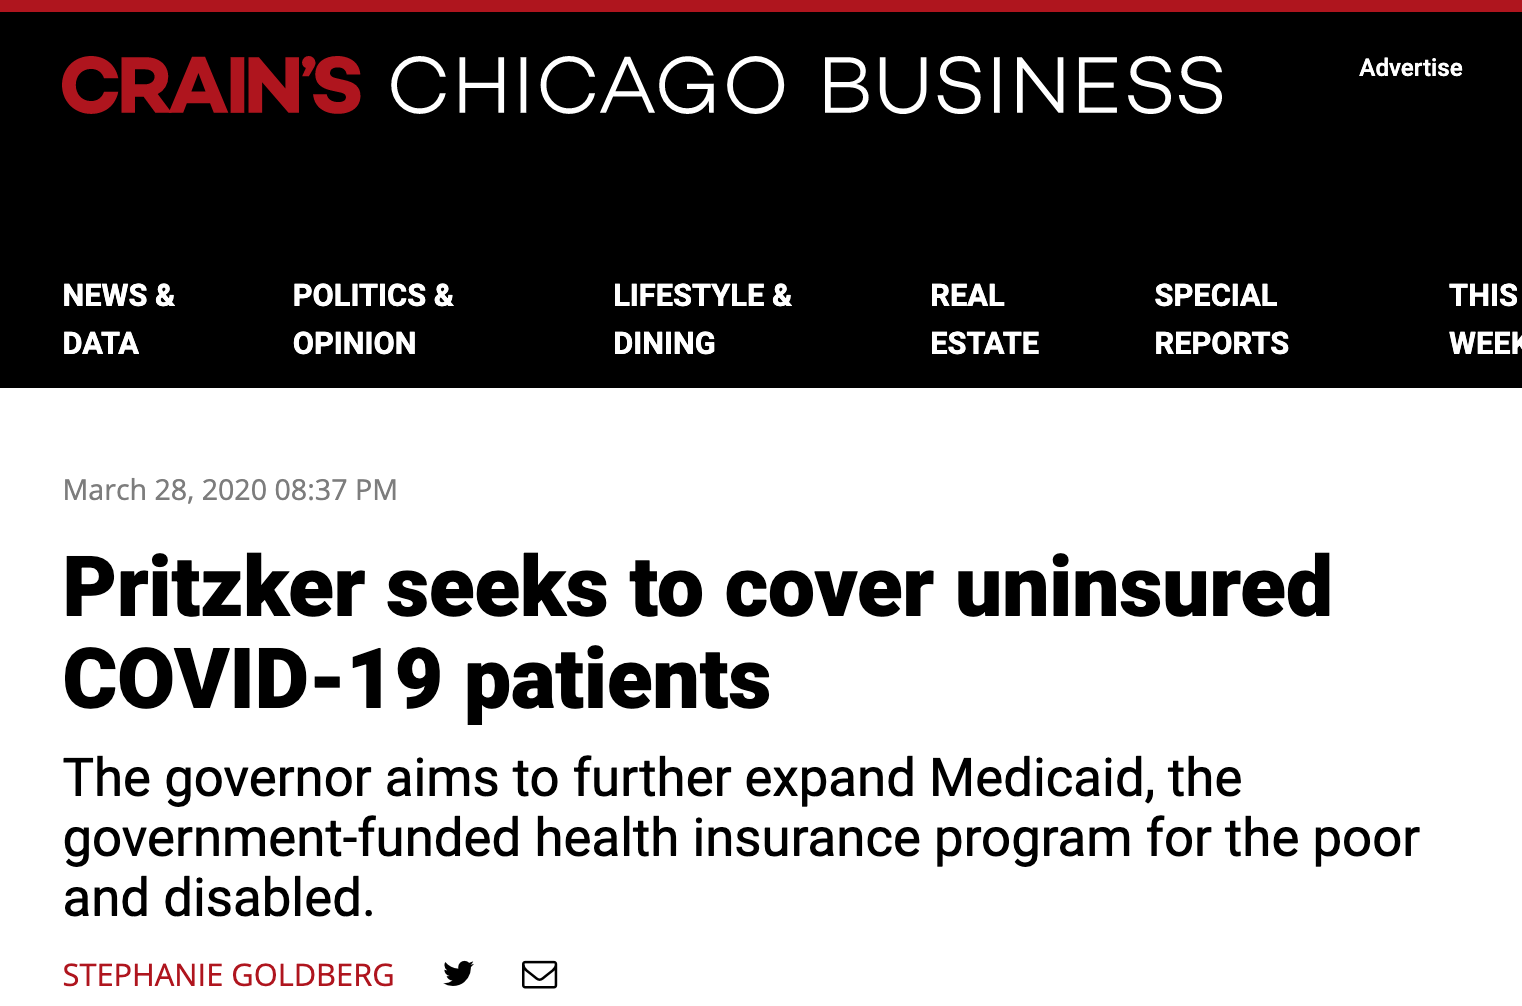 CRAIN'S CHICAGO BUSINESS
Advertise
NEWS &
DATA
POLITICS &
OPINION
LIFESTYLE &
DINING
REAL
ESTATE
SPECIAL
REPORTS
THIS
WEEK
March 28, 2020 08:37 PM
Pritzker seeks to cover uninsured
COVID-19 patients
The governor aims to further expand Medicaid, the
government-funded health insurance program for the poor
and disabled.
STEPHANIE GOLDBERG